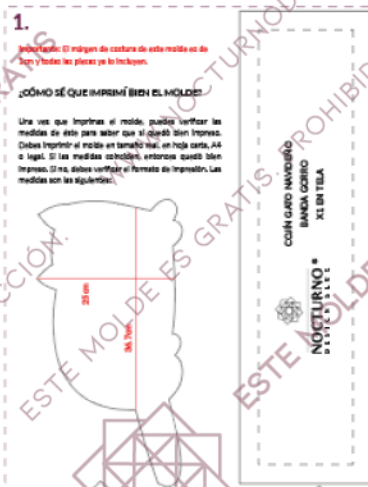 1.
Importante: El márgen de costura de este molde es de
1cm y todas las piezas ya lo incluyen.
¿CÓMO SÉ QUE IMPRIMÍ BIEN EL MOLDE?
Una vez que imprimas el molde, puedes verificar las
medidas de éste para saber que si quedó bien impreso.
Debes imprimir el molde en tamaño real, en hoja carta, A4
o legal. Si las medidas coinciden, entonces quedó bien
impreso. Si no, debes verificar el formato de impresión. Las
medidas son las siguientes:
25 cm
36.7cm
COJÍN GATO NAVIDEÑO
BANDA GORRO
X1 EN TELA
NOCTURNO
ESTE MOLDE ES GRATIS. PROHIBID
ESTE MOLDE